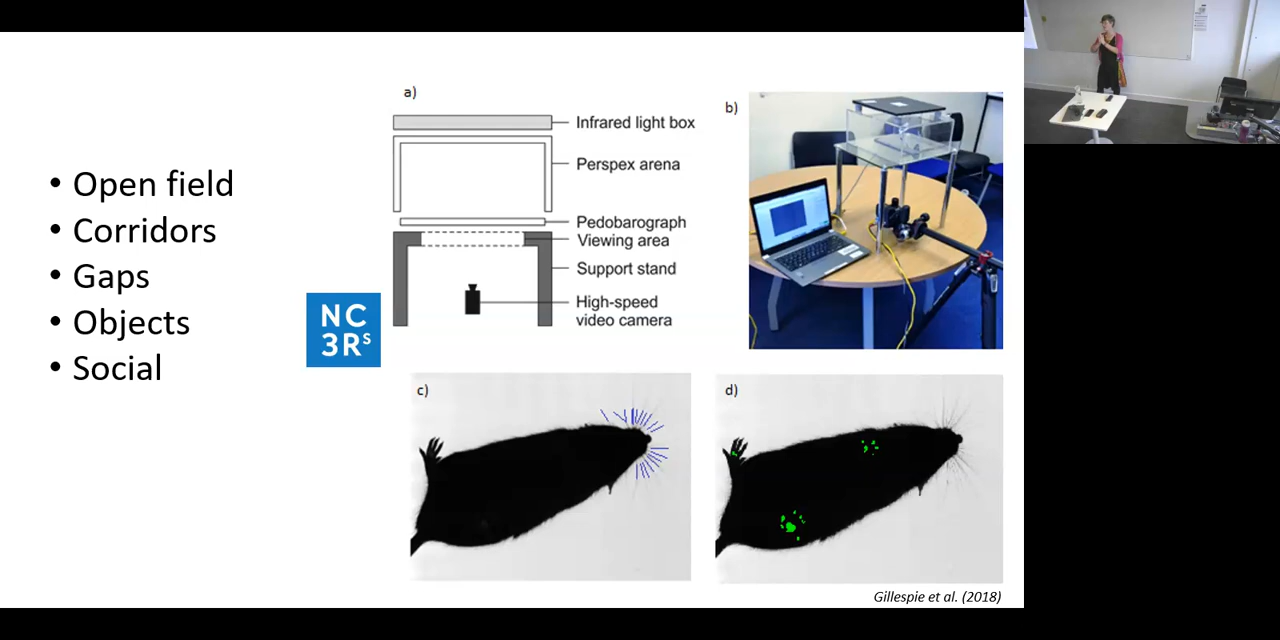 • Open field
• Corridors
• Gaps
• Objects
• Social
NC
3Rs
a)
Infrared light box
Perspex arena
Pedobarograph
Viewing area
Support stand
High-speed
video camera
b)
c)
d)
Gillespie et al. (2018)